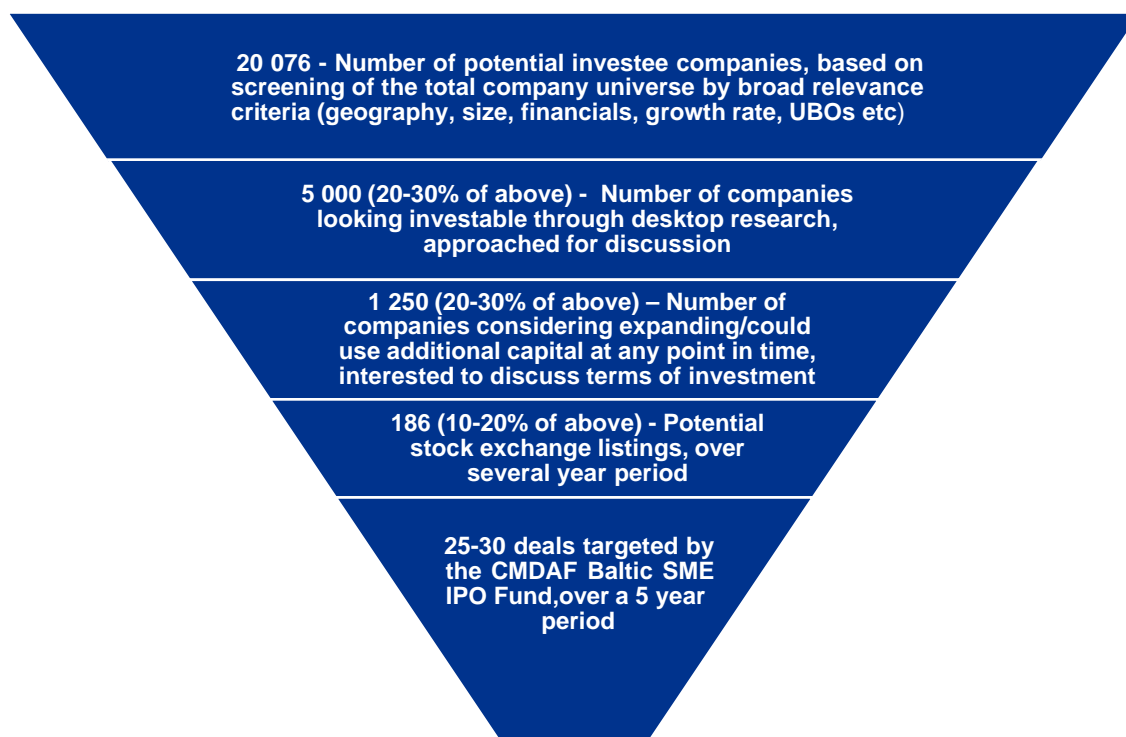 20 076 - Number of potential investee companies, based on
screening of the total company universe by broad relevance
criteria (geography, size, financials, growth rate, UBOs etc)
5 000 (20-30% of above) - Number of companies
looking investable through desktop research,
approached for discussion
1 250 (20-30% of above) – Number of
companies considering expanding/could
use additional capital at any point in time,
interested to discuss terms of investment
186 (10-20% of above) - Potential
stock exchange listings, over
several year period
25-30 deals targeted by
the CMDAF Baltic SME
IPO Fund,over a 5 year
period